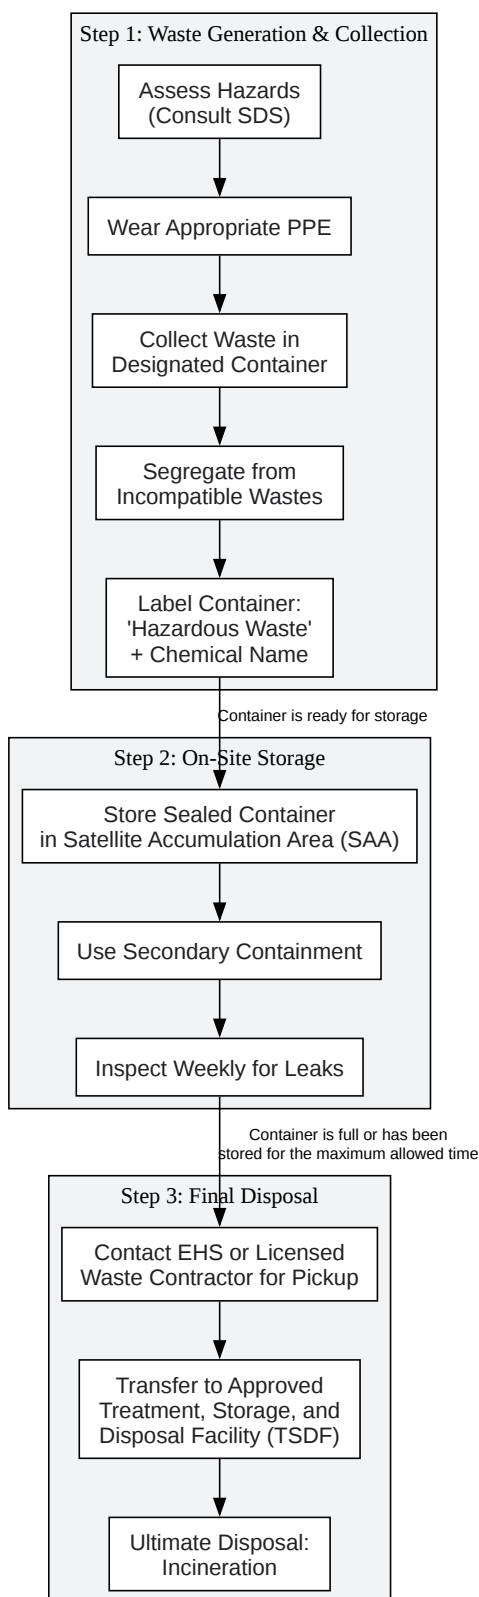 Step 1: Waste Generation & Collection
Assess Hazards
(Consult SDS)
Wear Appropriate PPE
Collect Waste in
Designated Container
Segregate from
Incompatible Wastes
Label Container:
'Hazardous Waste'
+ Chemical Name
Container is ready for storage
Step 2: On-Site Storage
Store Sealed Container
in Satellite Accumulation Area (SAA)
Use Secondary Containment
Inspect Weekly for Leaks
Container is full or has been
stored for the maximum allowed time
Step 3: Final Disposal
Contact EHS or Licensed
Waste Contractor for Pickup
Transfer to Approved
Treatment, Storage, and
Disposal Facility (TSDF)
Ultimate Disposal:
Incineration